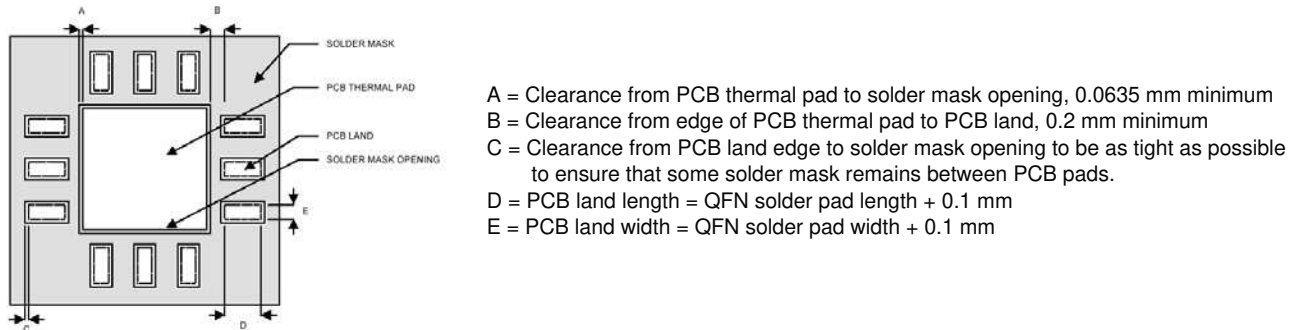 A
B
SOLDER MASK
PCB THERMAL PAD
PCB LAND
SOLDER MASK OPENING
E
C
D
A = Clearance from PCB thermal pad to solder mask opening, 0.0635 mm minimum
B = Clearance from edge of PCB thermal pad to PCB land, 0.2 mm minimum
C = Clearance from PCB land edge to solder mask opening to be as tight as possible
to ensure that some solder mask remains between PCB pads.
D = PCB land length = QFN solder pad length + 0.1 mm
E = PCB land width = QFN solder pad width + 0.1 mm